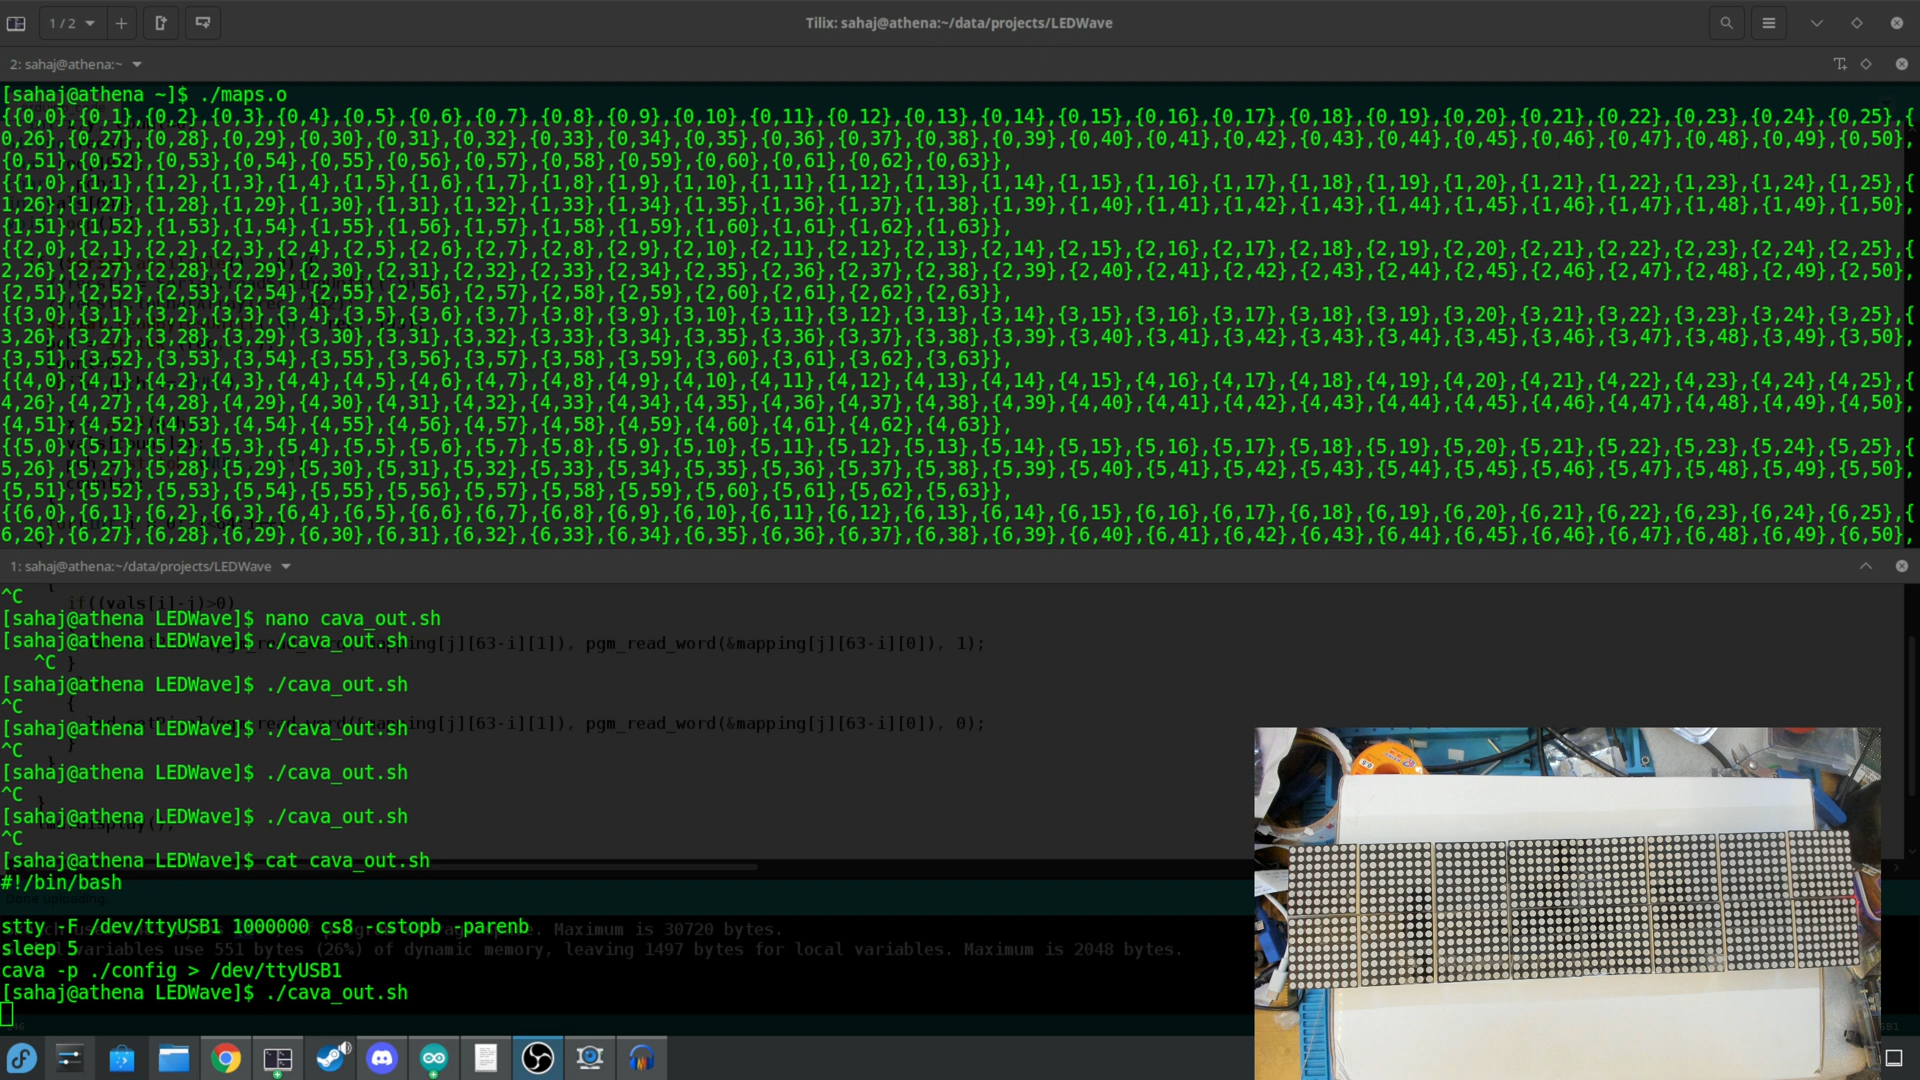 1 / 2
Tilix: sahaj@athena:~/data/projects/LEDWave
2: sahaj@athena:~
[sahaj@athena ~]$ ./maps.o
{{0,0},{0,1},{0,2},{0,3},{0,4},{0,5},{0,6},{0,7},{0,8},{0,9},{0,10},{0,11},{0,12},{0,13},{0,14},{0,15},{0,16},{0,17},{0,18},{0,19},{0,20},{0,21},{0,22},{0,23},{0,24},{0,25},{
0,26},{0,27},{0,28},{0,29},{0,30},{0,31},{0,32},{0,33},{0,34},{0,35},{0,36},{0,37},{0,38},{0,39},{0,40},{0,41},{0,42},{0,43},{0,44},{0,45},{0,46},{0,47},{0,48},{0,49},{0,50},
{0,51},{0,52},{0,53},{0,54},{0,55},{0,56},{0,57},{0,58},{0,59},{0,60},{0,61},{0,62},{0,63}},
{{1,0},{1,1},{1,2},{1,3},{1,4},{1,5},{1,6},{1,7},{1,8},{1,9},{1,10},{1,11},{1,12},{1,13},{1,14},{1,15},{1,16},{1,17},{1,18},{1,19},{1,20},{1,21},{1,22},{1,23},{1,24},{1,25},{
1,26},{1,27},{1,28},{1,29},{1,30},{1,31},{1,32},{1,33},{1,34},{1,35},{1,36},{1,37},{1,38},{1,39},{1,40},{1,41},{1,42},{1,43},{1,44},{1,45},{1,46},{1,47},{1,48},{1,49},{1,50},
{1,51},{1,52},{1,53},{1,54},{1,55},{1,56},{1,57},{1,58},{1,59},{1,60},{1,61},{1,62},{1,63}},
{{2,0},{2,1},{2,2},{2,3},{2,4},{2,5},{2,6},{2,7},{2,8},{2,9},{2,10},{2,11},{2,12},{2,13},{2,14},{2,15},{2,16},{2,17},{2,18},{2,19},{2,20},{2,21},{2,22},{2,23},{2,24},{2,25},{
2,26},{2,27},{2,28},{2,29},{2,30},{2,31},{2,32},{2,33},{2,34},{2,35},{2,36},{2,37},{2,38},{2,39},{2,40},{2,41},{2,42},{2,43},{2,44},{2,45},{2,46},{2,47},{2,48},{2,49},{2,50},
{2,51},{2,52},{2,53},{2,54},{2,55},{2,56},{2,57},{2,58},{2,59},{2,60},{2,61},{2,62},{2,63}},
{{3,0},{3,1},{3,2},{3,3},{3,4},{3,5},{3,6},{3,7},{3,8},{3,9},{3,10},{3,11},{3,12},{3,13},{3,14},{3,15},{3,16},{3,17},{3,18},{3,19},{3,20},{3,21},{3,22},{3,23},{3,24},{3,25},{
3,26},{3,27},{3,28},{3,29},{3,30},{3,31},{3,32},{3,33},{3,34},{3,35},{3,36},{3,37},{3,38},{3,39},{3,40},{3,41},{3,42},{3,43},{3,44},{3,45},{3,46},{3,47},{3,48},{3,49},{3,50},
{3,51},{3,52},{3,53},{3,54},{3,55},{3,56},{3,57},{3,58},{3,59},{3,60},{3,61},{3,62},{3,63}},
{{4,0},{4,1},{4,2},{4,3},{4,4},{4,5},{4,6},{4,7},{4,8},{4,9},{4,10},{4,11},{4,12},{4,13},{4,14},{4,15},{4,16},{4,17},{4,18},{4,19},{4,20},{4,21},{4,22},{4,23},{4,24},{4,25},{
4,26},{4,27},{4,28},{4,29},{4,30},{4,31},{4,32},{4,33},{4,34},{4,35},{4,36},{4,37},{4,38},{4,39},{4,40},{4,41},{4,42},{4,43},{4,44},{4,45},{4,46},{4,47},{4,48},{4,49},{4,50},
{4,51},{4,52},{4,53},{4,54},{4,55},{4,56},{4,57},{4,58},{4,59},{4,60},{4,61},{4,62},{4,63}},
{{5,0},{5,1},{5,2},{5,3},{5,4},{5,5},{5,6},{5,7},{5,8},{5,9},{5,10},{5,11},{5,12},{5,13},{5,14},{5,15},{5,16},{5,17},{5,18},{5,19},{5,20},{5,21},{5,22},{5,23},{5,24},{5,25},{
5,26},{5,27},{5,28},{5,29},{5,30},{5,31},{5,32},{5,33},{5,34},{5,35},{5,36},{5,37},{5,38},{5,39},{5,40},{5,41},{5,42},{5,43},{5,44},{5,45},{5,46},{5,47},{5,48},{5,49},{5,50},
{5,51},{5,52},{5,53},{5,54},{5,55},{5,56},{5,57},{5,58},{5,59},{5,60},{5,61},{5,62},{5,63}},
{{6,0},{6,1},{6,2},{6,3},{6,4},{6,5},{6,6},{6,7},{6,8},{6,9},{6,10},{6,11},{6,12},{6,13},{6,14},{6,15},{6,16},{6,17},{6,18},{6,19},{6,20},{6,21},{6,22},{6,23},{6,24},{6,25},{
6,26},{6,27},{6,28},{6,29},{6,30},{6,31},{6,32},{6,33},{6,34},{6,35},{6,36},{6,37},{6,38},{6,39},{6,40},{6,41},{6,42},{6,43},{6,44},{6,45},{6,46},{6,47},{6,48},{6,49},{6,50},
1: sahaj@athena:~/data/projects/LEDWave
^C
if((vals[i]-j)>0)
[sahaj@athena LEDWave]$ nano cava_out.sh
[sahaj@athena LEDWave]$ ./cava_out.sh
mapping[j][63-i][1]), pgm_read_word(&mapping[j][63-i][0]), 1);
^C
[sahaj@athena LEDWave]$ ./cava_out.sh
^C
[sahaj@athena LEDWave]$ ./cava_out.sh
mapping[j][63-i][1]), pgm_read_word(&mapping[j][63-i][0]), 0);
^C
[sahaj@athena LEDWave]$ ./cava_out.sh
^C
[sahaj@athena LEDWave]$ ./cava_out.sh
^C
[sahaj@athena LEDWave]$ cat cava_out.sh
#!/bin/bash
Done uploading.
stty -F /dev/ttyUSB1 1000000 cs8 -cstopb -parenb
Maximum is 30720 bytes.
sleep 5
variables use 551 bytes (26%) of dynamic memory, leaving 1497 bytes for local variables. Maximum is 2048 bytes.
cava -p ./config > /dev/ttyUSB1
[sahaj@athena LEDWave]$ ./cava_out.sh